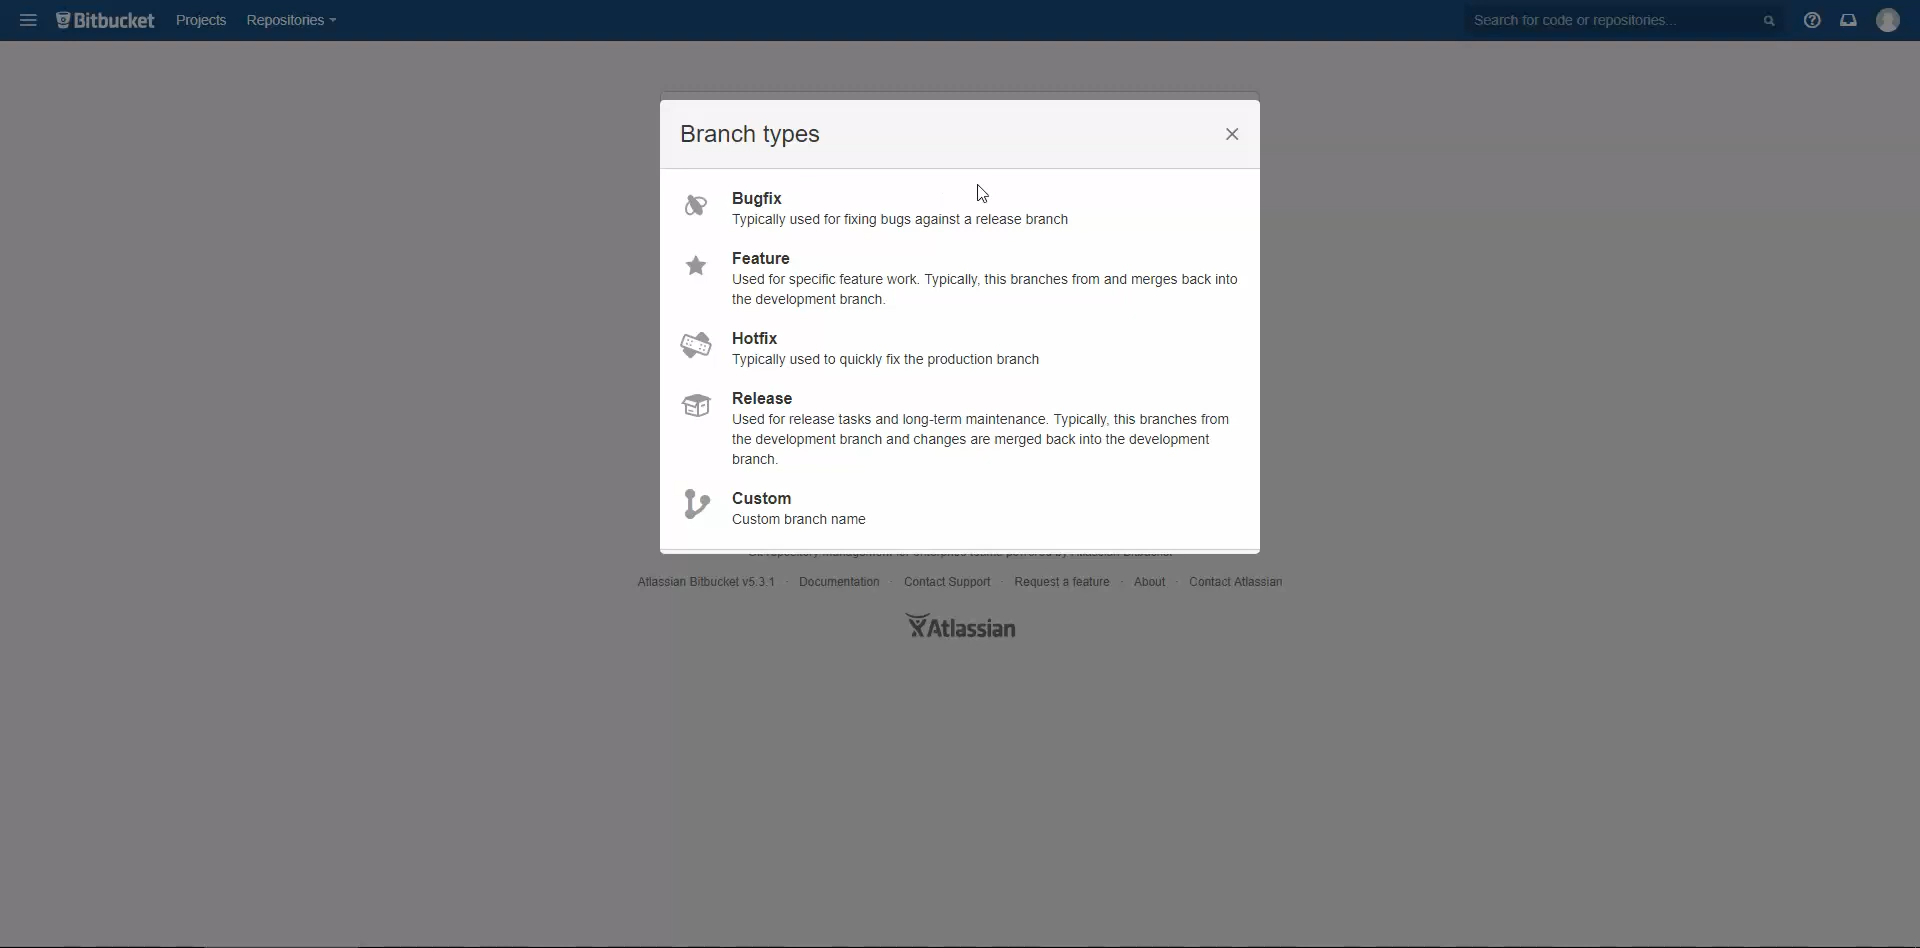 Bitbucket Projects Repositories Search for code or repositories...
Branch types
Bugfix
Typically used for fixing bugs against a release branch
Feature
Used for specific feature work. Typically, this branches from and merges back into
the development branch.
Hotfix
Typically used to quickly fix the production branch
Release
Used for release tasks and long-term maintenance. Typically, this branches from
the development branch and changes are merged back into the development
branch.
Custom
Custom branch name
Atlassian Bitbucket v5.3.1 · Documentation · Contact Support · Request a feature · About · Contact Atlassian
Atlassian